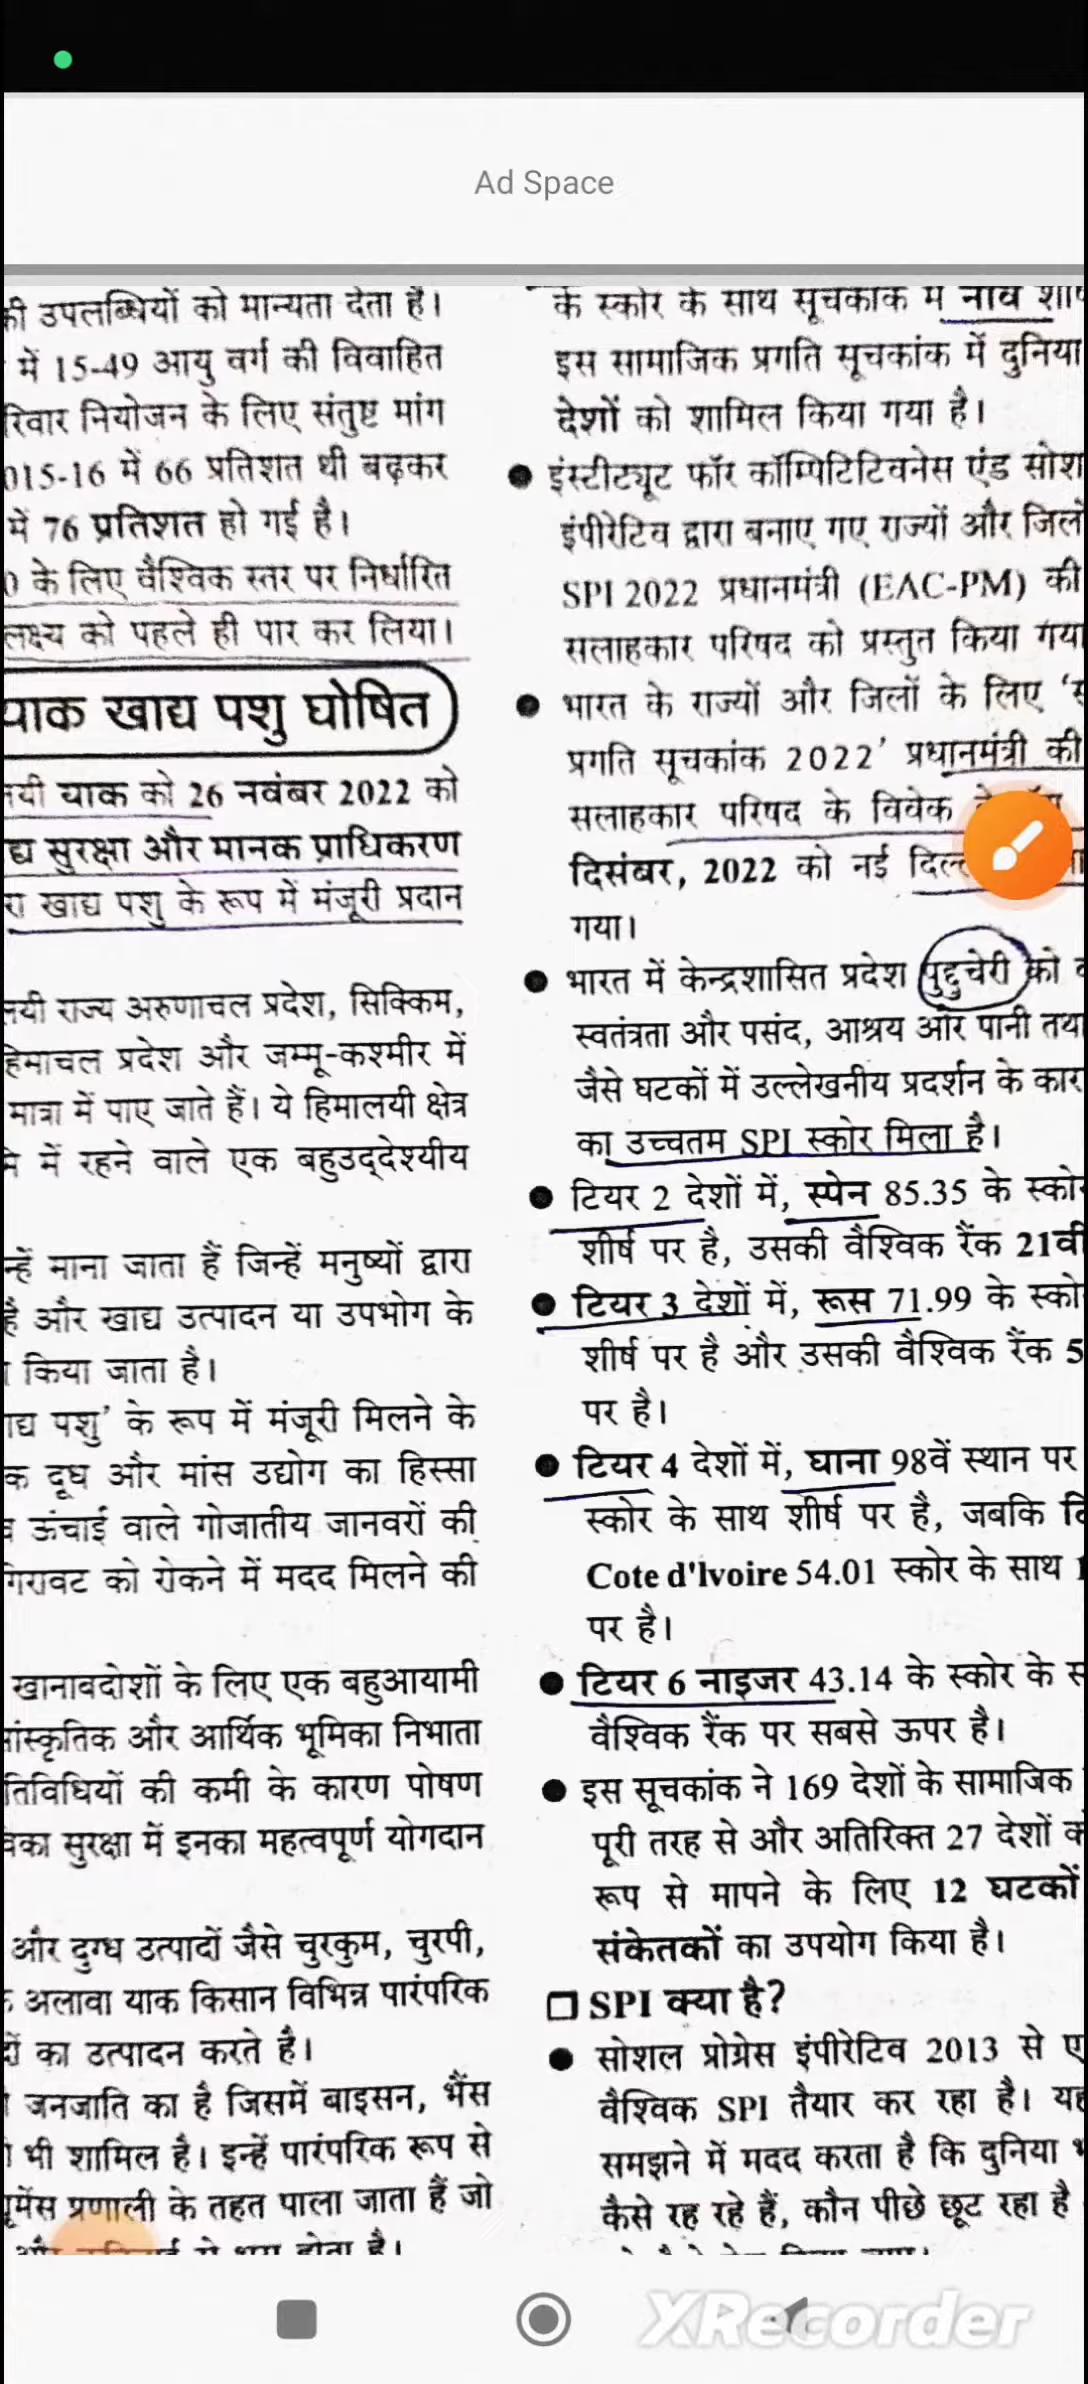 Ad Space
की उपलब्धियों को मान्यता देता है।
में 15-49 आयु वर्ग की विवाहित
रिवार नियोजन के लिए संतुष्ट मांग
015-16 में 66 प्रतिशत थी बढ़कर
में 76 प्रतिशत हो गई है।
0 के लिए वैश्विक स्तर पर निर्धारित
लक्ष्य को पहले ही पार कर लिया।
याक खाद्य पशु घोषित
नयी याक को 26 नवंबर 2022 को
द्य सुरक्षा और मानक प्राधिकरण
रा खाद्य पशु के रूप में मंजूरी प्रदान
नयी राज्य अरुणाचल प्रदेश, सिक्किम,
हिमाचल प्रदेश और जम्मू-कश्मीर में
मात्रा में पाए जाते हैं। ये हिमालयी क्षेत्र
में रहने वाले एक बहुउद्देश्यीय
न्हें माना जाता हैं जिन्हें मनुष्यों द्वारा
है और खाद्य उत्पादन या उपभोग के
किया जाता है।
ाद्य पशु' के रूप में मंजूरी मिलने के
क दूध और मांस उद्योग का हिस्सा
व ऊंचाई वाले गोजातीय जानवरों की
गिरावट को रोकने में मदद मिलने की
खानाबदोशों के लिए एक बहुआयामी
ांस्कृतिक और आर्थिक भूमिका निभाता
तिविधियों की कमी के कारण पोषण
विका सुरक्षा में इनका महत्वपूर्ण योगदान
और दुग्ध उत्पादों जैसे चुरकुम, चुरपी,
के अलावा याक किसान विभिन्न पारंपरिक
दों का उत्पादन करते है।
जनजाति का है जिसमें बाइसन, भैंस
भी शामिल है। इन्हें पारंपरिक रूप से
ूमेंस प्रणाली के तहत पाला जाता हैं जो
होता है।
के स्कोर के साथ सूचकांक में नॉर्वे शी
इस सामाजिक प्रगति सूचकांक में दुनिया
देशों को शामिल किया गया है।
● इंस्टीट्यूट फॉर कॉम्पिटिटिवनेस एंड सोश
इंपीरेटिव द्वारा बनाए गए राज्यों और जिलों
SPI 2022 प्रधानमंत्री (EAC-PM) की
सलाहकार परिषद को प्रस्तुत किया गया
● भारत के राज्यों और जिलों के लिए 'स
प्रगति सूचकांक 2022' प्रधानमंत्री की
सलाहकार परिषद के विवेक
दिसंबर, 2022 को नई दिल्ल
गया।
● भारत में केन्द्रशासित प्रदेश पुद्दुचेरी को
स्वतंत्रता और पसंद, आश्रय और पानी तथा
जैसे घटकों में उल्लेखनीय प्रदर्शन के कार
का उच्चतम SPI स्कोर मिला है।
● टियर 2 देशों में, स्पेन 85.35 के स्कोर
शीर्ष पर है, उसकी वैश्विक रैंक 21वी
● टियर 3 देशों में, रूस 71.99 के स्को
शीर्ष पर है और उसकी वैश्विक रैंक 5
पर है।
● टियर 4 देशों में, घाना 98वें स्थान पर
स्कोर के साथ शीर्ष पर है, जबकि टि
Cote d'lvoire 54.01 स्कोर के साथ 1
पर है।
● टियर 6 नाइजर 43.14 के स्कोर के स
वैश्विक रैंक पर सबसे ऊपर है।
● इस सूचकांक ने 169 देशों के सामाजिक
पूरी तरह से और अतिरिक्त 27 देशों क
रूप से मापने के लिए 12 घटकों
संकेतकों का उपयोग किया है।
□ SPI क्या है?
● सोशल प्रोग्रेस इंपीरेटिव 2013 से ए
वैश्विक SPI तैयार कर रहा है। यह
समझने में मदद करता है कि दुनिया भ
कैसे रह रहे हैं, कौन पीछे छूट रहा है
XRecorder